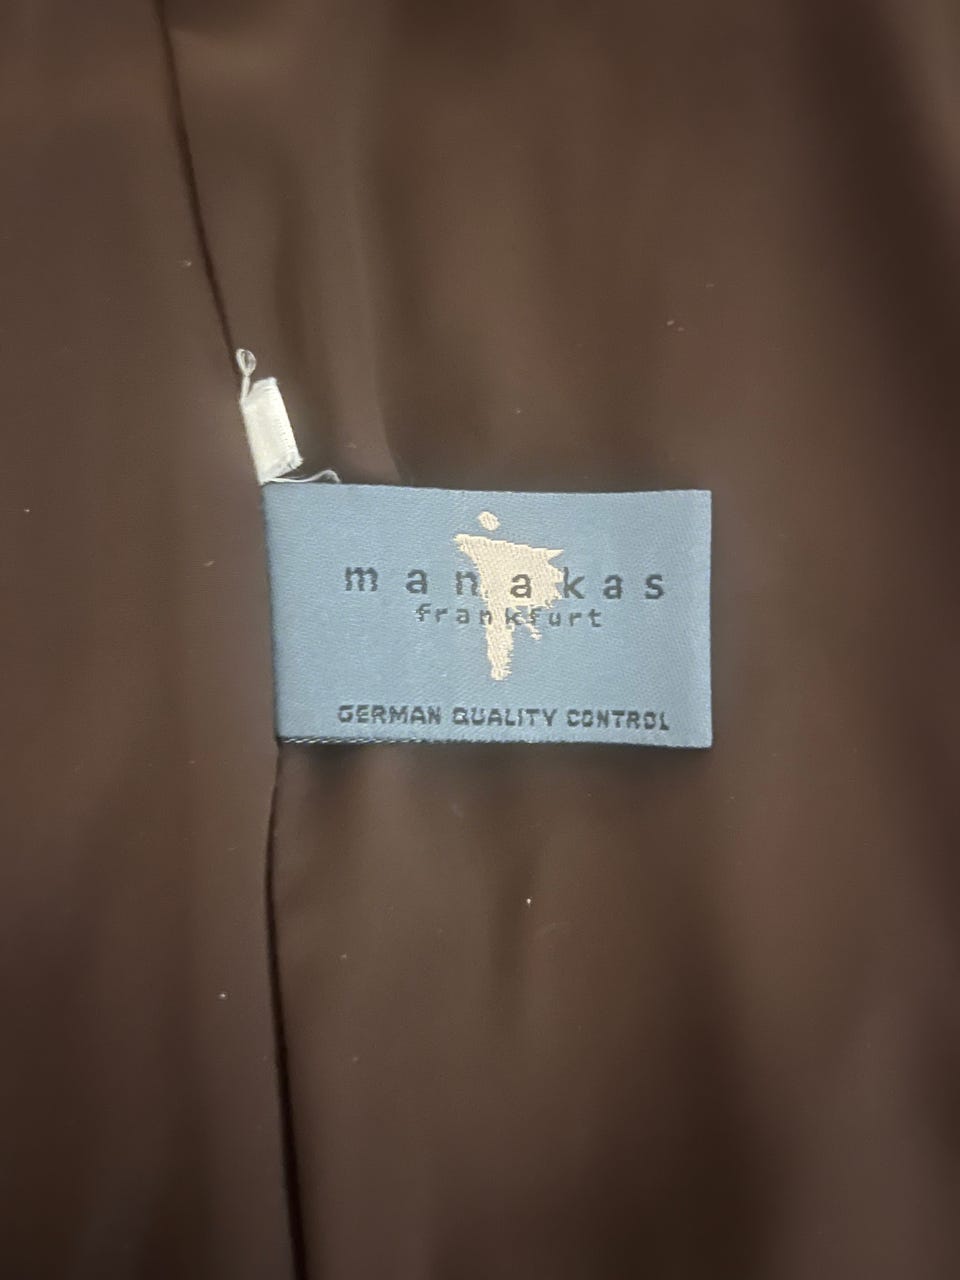 manakas
frankfurt
GERMAN QUALITY CONTROL